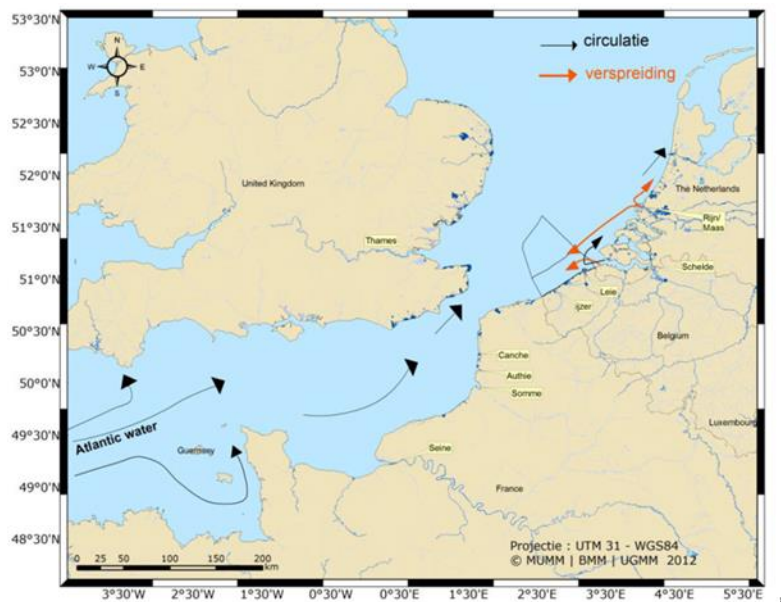 53°30'N
53°0'N
52°30'N
52°0'N
51°30'N
51°0'N
50°30'N
50°0'N
49°30'N
49°0'N
48°30'N
N
W E
S
circulatie
verspreiding
United Kingdom
The Netherlands
Thames
Rijn/
Maas
Schelde
Leie
ijzer
Belgium
Canche
Authie
Somme
Luxembourg
Atlantic water
Guernsey
Seine
France
Projectie : UTM 31 - WGS84
© MUMM | BMM | UGMM 2012
0 25 50 100 150 200
km
3°30'W 2°30'W 1°30'W 0°30'W 0°30'E 1°30'E 2°30'E 3°30'E 4°30'E 5°30'E